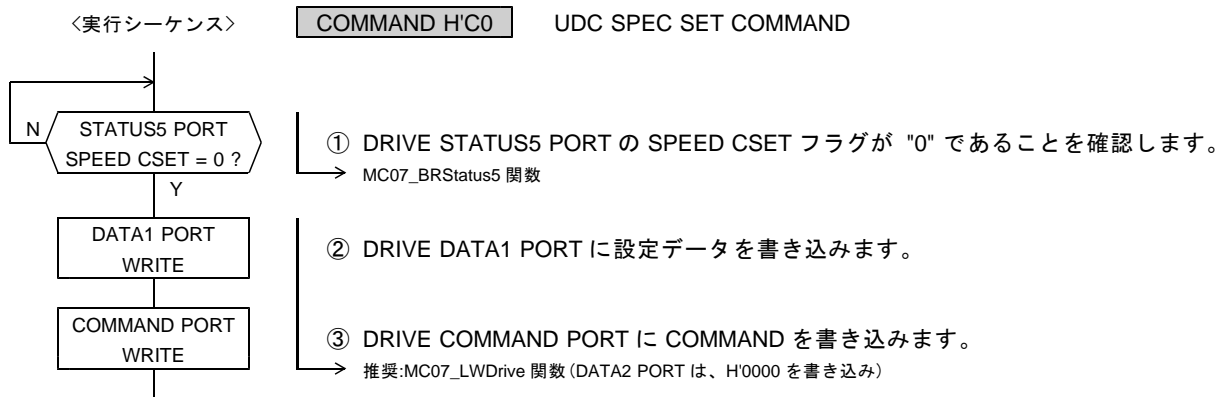 〈実行シーケンス〉 COMMAND H'C0 UDC SPEC SET COMMAND
N
STATUS5 PORT
SPEED CSET = 0 ?
Y
① DRIVE STATUS5 PORT の SPEED CSET フラグが "0" であることを確認します。
MC07_BRStatus5 関数
DATA1 PORT
WRITE
② DRIVE DATA1 PORT に設定データを書き込みます。
COMMAND PORT
WRITE
③ DRIVE COMMAND PORT に COMMAND を書き込みます。
推奨:MC07_LWDrive 関数(DATA2 PORT は、H'0000 を書き込み)